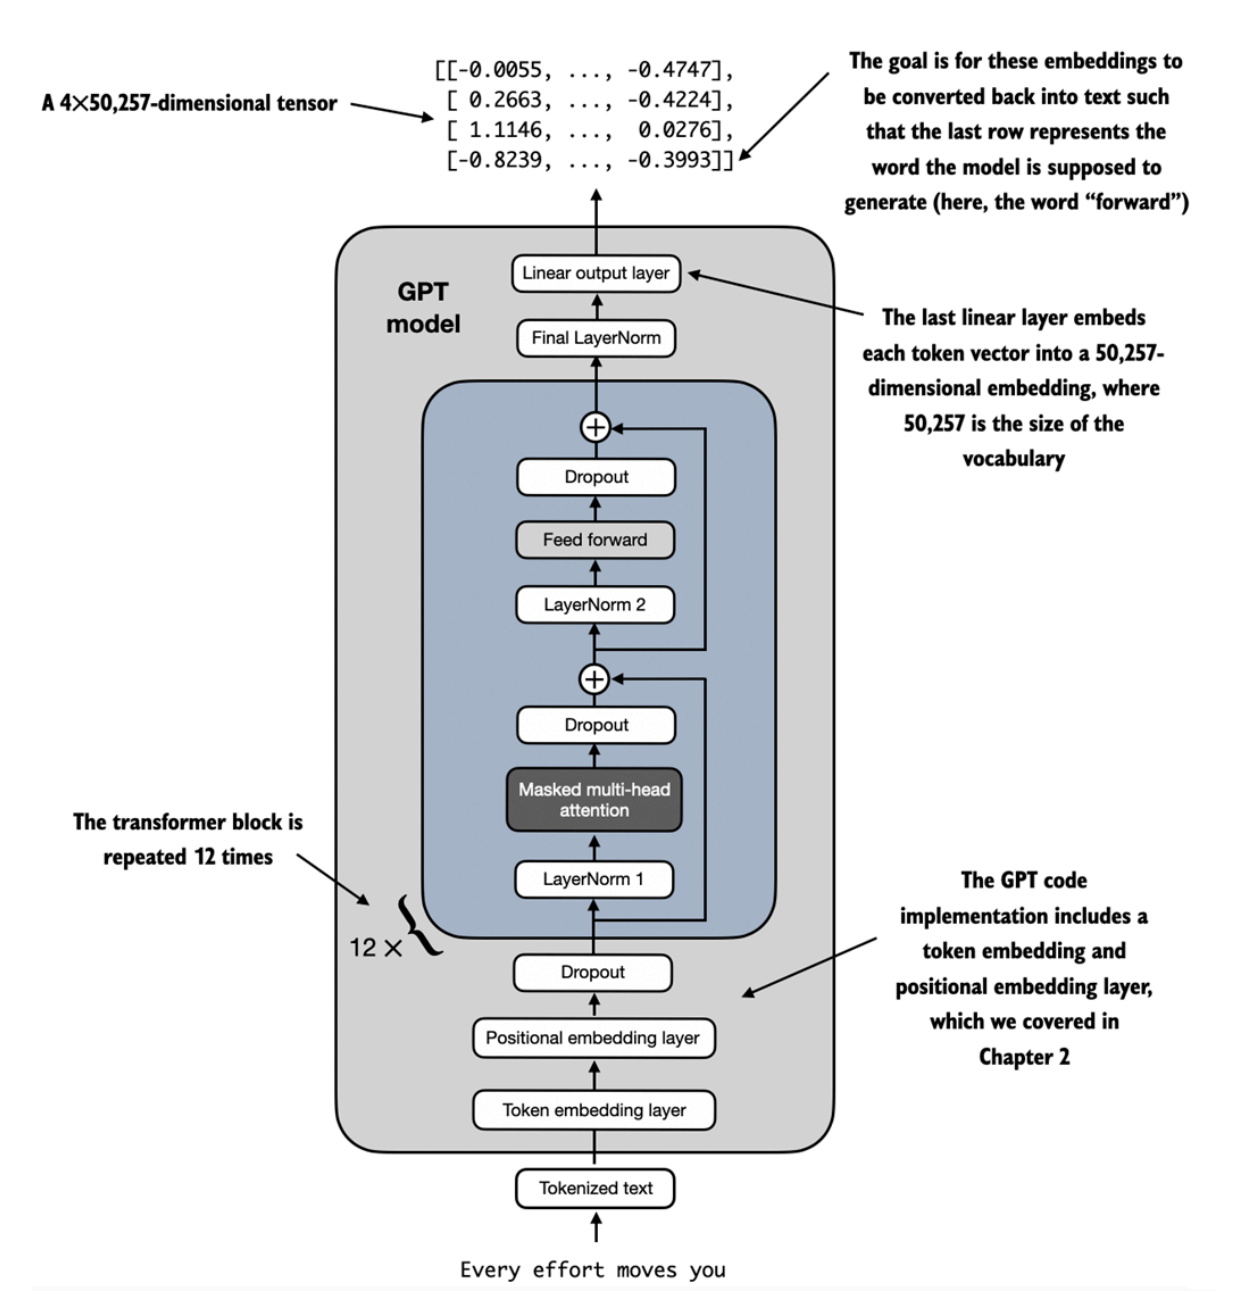 [[-0.0055, ..., -0.4747],
[ 0.2663, ..., -0.4224],
[ 1.1146, ..., 0.0276],
[-0.8239, ..., -0.3993]]
A 4×50,257-dimensional tensor
The goal is for these embeddings to
be converted back into text such
that the last row represents the
word the model is supposed to
generate (here, the word “forward”)
GPT
model
Linear output layer
Final LayerNorm
The last linear layer embeds
each token vector into a 50,257-
dimensional embedding, where
50,257 is the size of the
vocabulary
+
Dropout
Feed forward
LayerNorm 2
+
Dropout
Masked multi-head
attention
LayerNorm 1
The transformer block is
repeated 12 times
12 ×
{
Dropout
Positional embedding layer
Token embedding layer
The GPT code
implementation includes a
token embedding and
positional embedding layer,
which we covered in
Chapter 2
Tokenized text
Every effort moves you